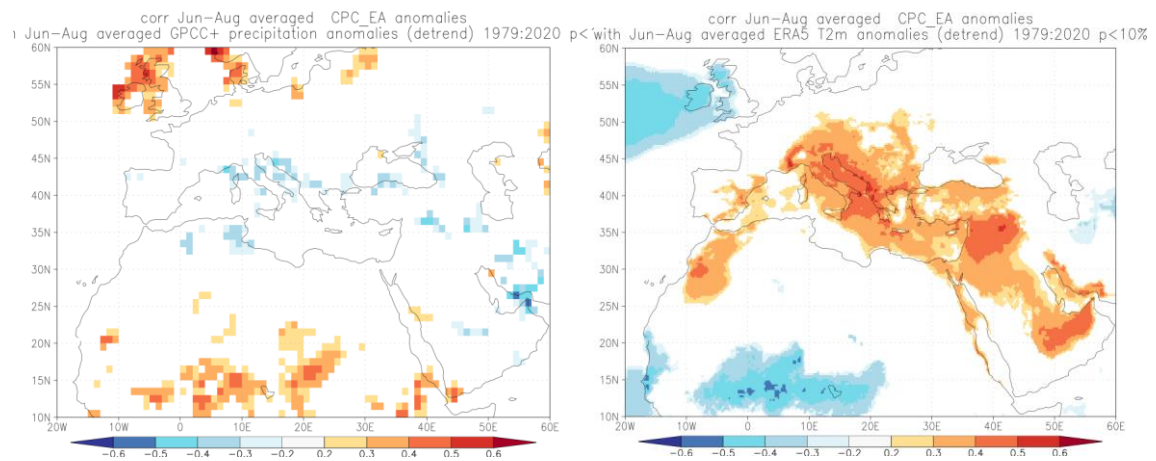 corr Jun-Aug averaged CPC_EA anomalies
Jun-Aug averaged GPCC+ precipitation anomalies (detrend) 1979:2020 p<
60N
55N
50N
45N
40N
35N
30N
25N
20N
15N
10N
20W 10W 0 10E 20E 30E 40E 50E 60E
-0.6 -0.5 -0.4 -0.3 -0.2 0.2 0.3 0.4 0.5 0.6
corr Jun-Aug averaged CPC_EA anomalies
with Jun-Aug averaged ERA5 T2m anomalies (detrend) 1979:2020 p<10%
60N
55N
50N
45N
40N
35N
30N
25N
20N
15N
10N
20W 10W 0 10E 20E 30E 40E 50E 60E
-0.6 -0.5 -0.4 -0.3 -0.2 0.2 0.3 0.4 0.5 0.6